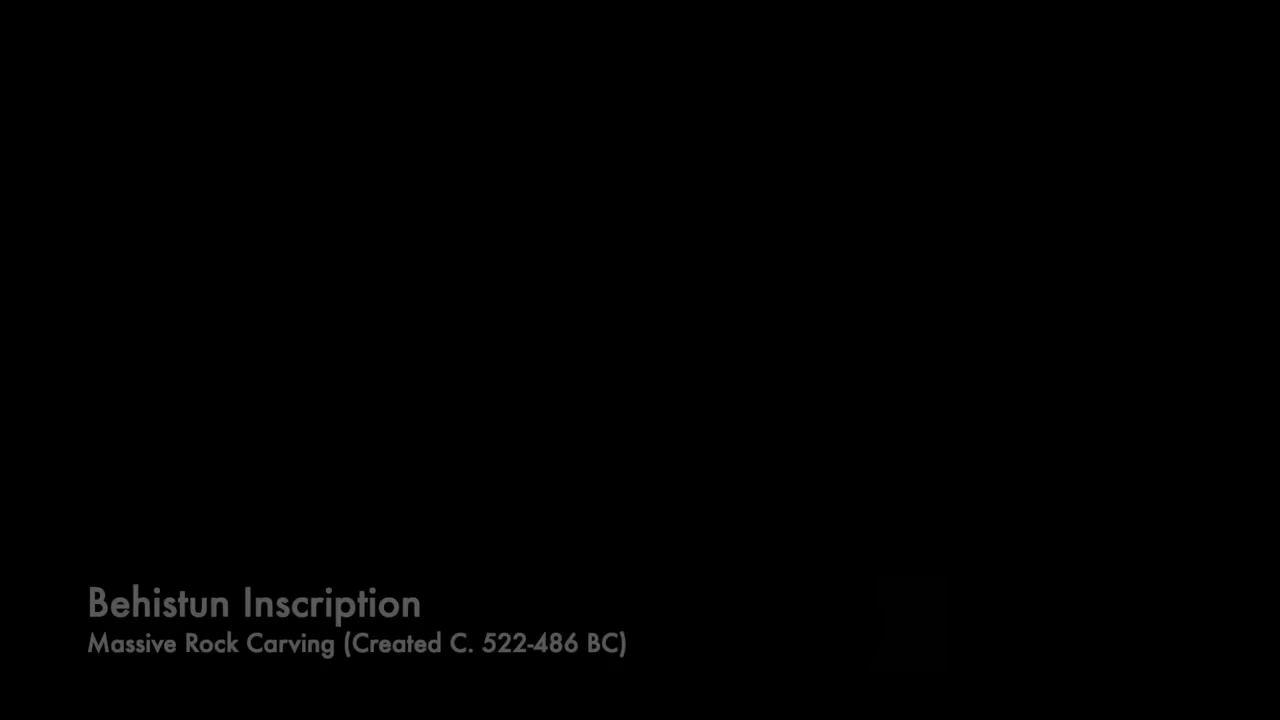 Behistun Inscription
Massive Rock Carving (Created C. 522-486 BC)